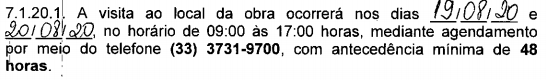 7.1.20.1. A visita ao local da obra ocorrerá nos dias 19/08/20 e
20/08/20, no horário de 09:00 às 17:00 horas, mediante agendamento
por meio do telefone (33) 3731-9700, com antecedência mínima de 48
horas.